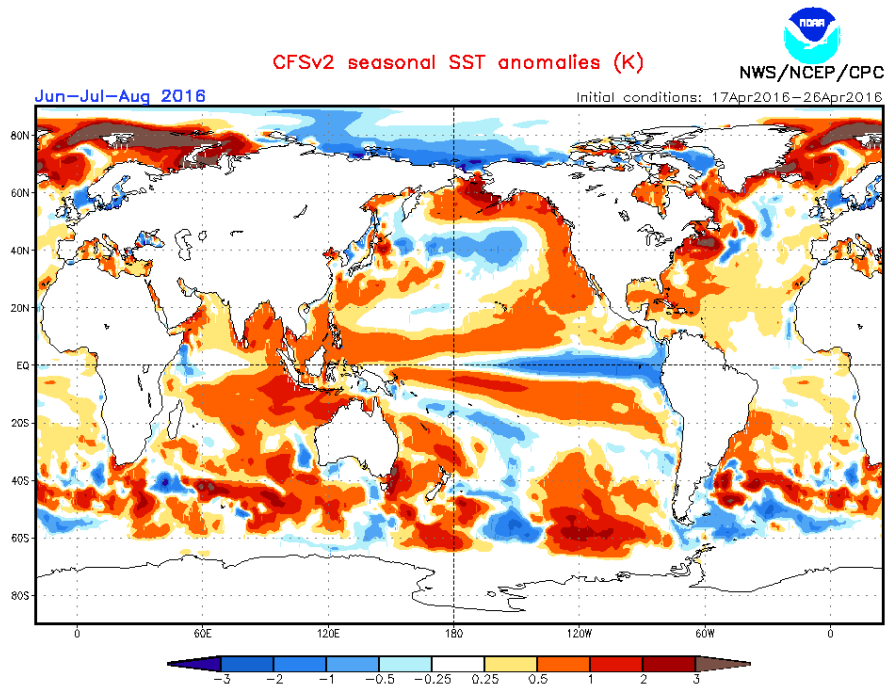 NOAA
CFSv2 seasonal SST anomalies (K)
NWS/NCEP/CPC
Jun-Jul-Aug 2016
Initial conditions: 17Apr2016-26Apr2016
80N
60N
40N
20N
EQ
20S
40S
60S
80S
0 60E 120E 180 120W 60W 0
-3 -2 -1 -0.5 -0.25 0.25 0.5 1 2 3